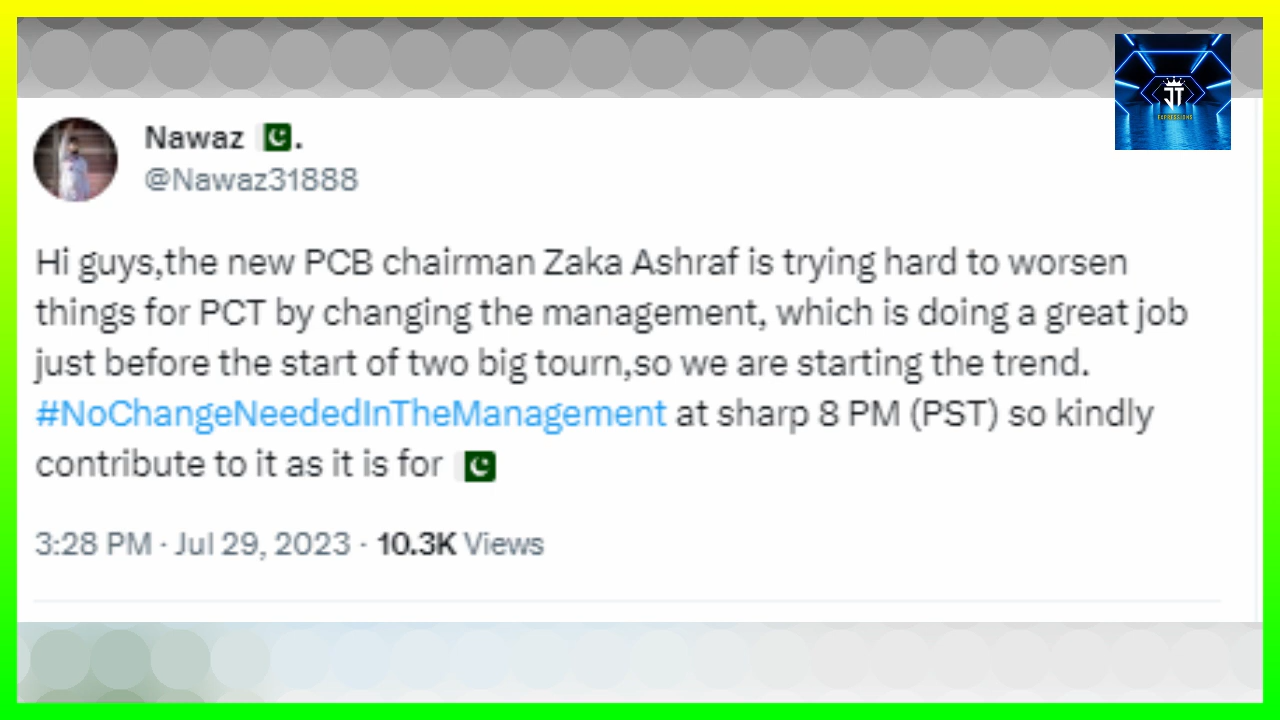 JT
EXPRESSIONS
Nawaz 🇵🇰.
@Nawaz31888
Hi guys,the new PCB chairman Zaka Ashraf is trying hard to worsen
things for PCT by changing the management, which is doing a great job
just before the start of two big tourn,so we are starting the trend.
#NoChangeNeededInTheManagement at sharp 8 PM (PST) so kindly
contribute to it as it is for 🇵🇰
3:28 PM · Jul 29, 2023 · 10.3K Views